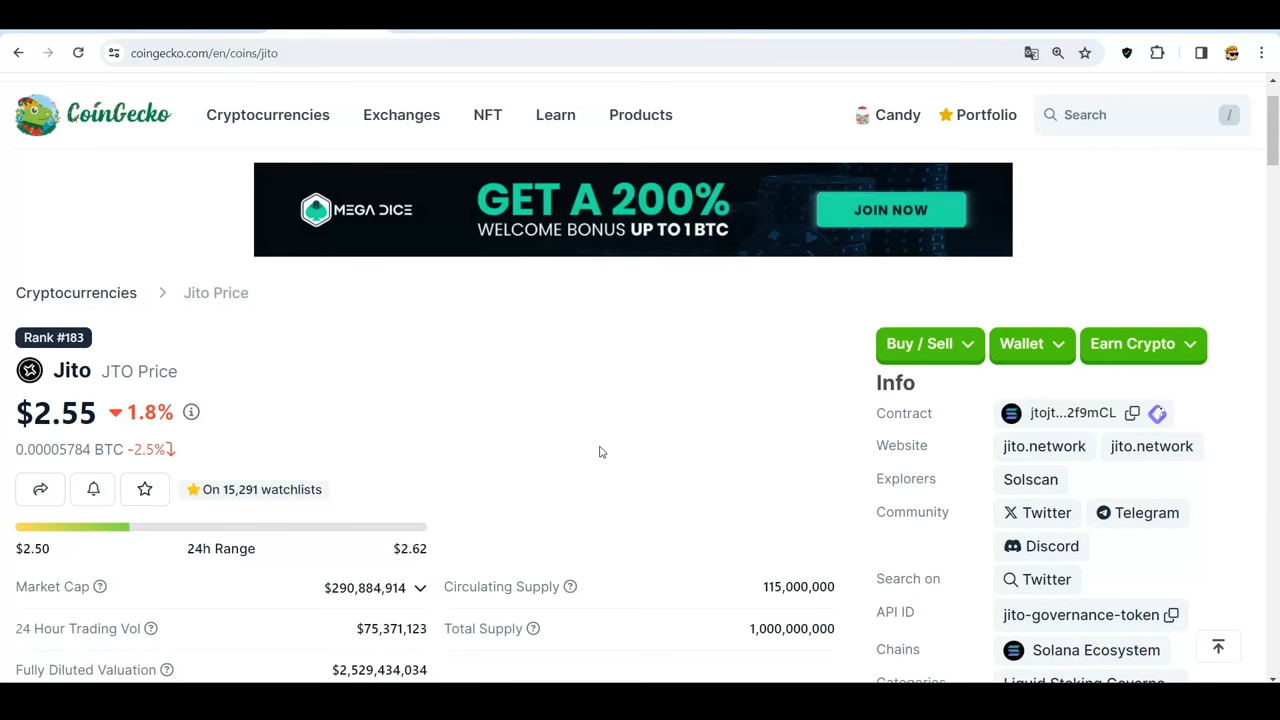 coingecko.com/en/coins/jito
CoinGecko
Cryptocurrencies
Exchanges
NFT
Learn
Products
Candy
Portfolio
Search
/
MEGA DICE
GET A 200%
WELCOME BONUS UP TO 1 BTC
JOIN NOW
Cryptocurrencies
Jito Price
Rank #183
Jito JTO Price
$2.55 1.8%
0.00005784 BTC -2.5%
On 15,291 watchlists
$2.50 24h Range $2.62
Market Cap $290,884,914
24 Hour Trading Vol $75,371,123
Fully Diluted Valuation $2,529,434,034
Circulating Supply 115,000,000
Total Supply 1,000,000,000
Buy / Sell
Wallet
Earn Crypto
Info
Contract jtojt...2f9mCL
Website jito.network jito.network
Explorers Solscan
Community Twitter Telegram
Discord
Search on Twitter
API ID jito-governance-token
Chains Solana Ecosystem
Categories Liquid Staking Governa...